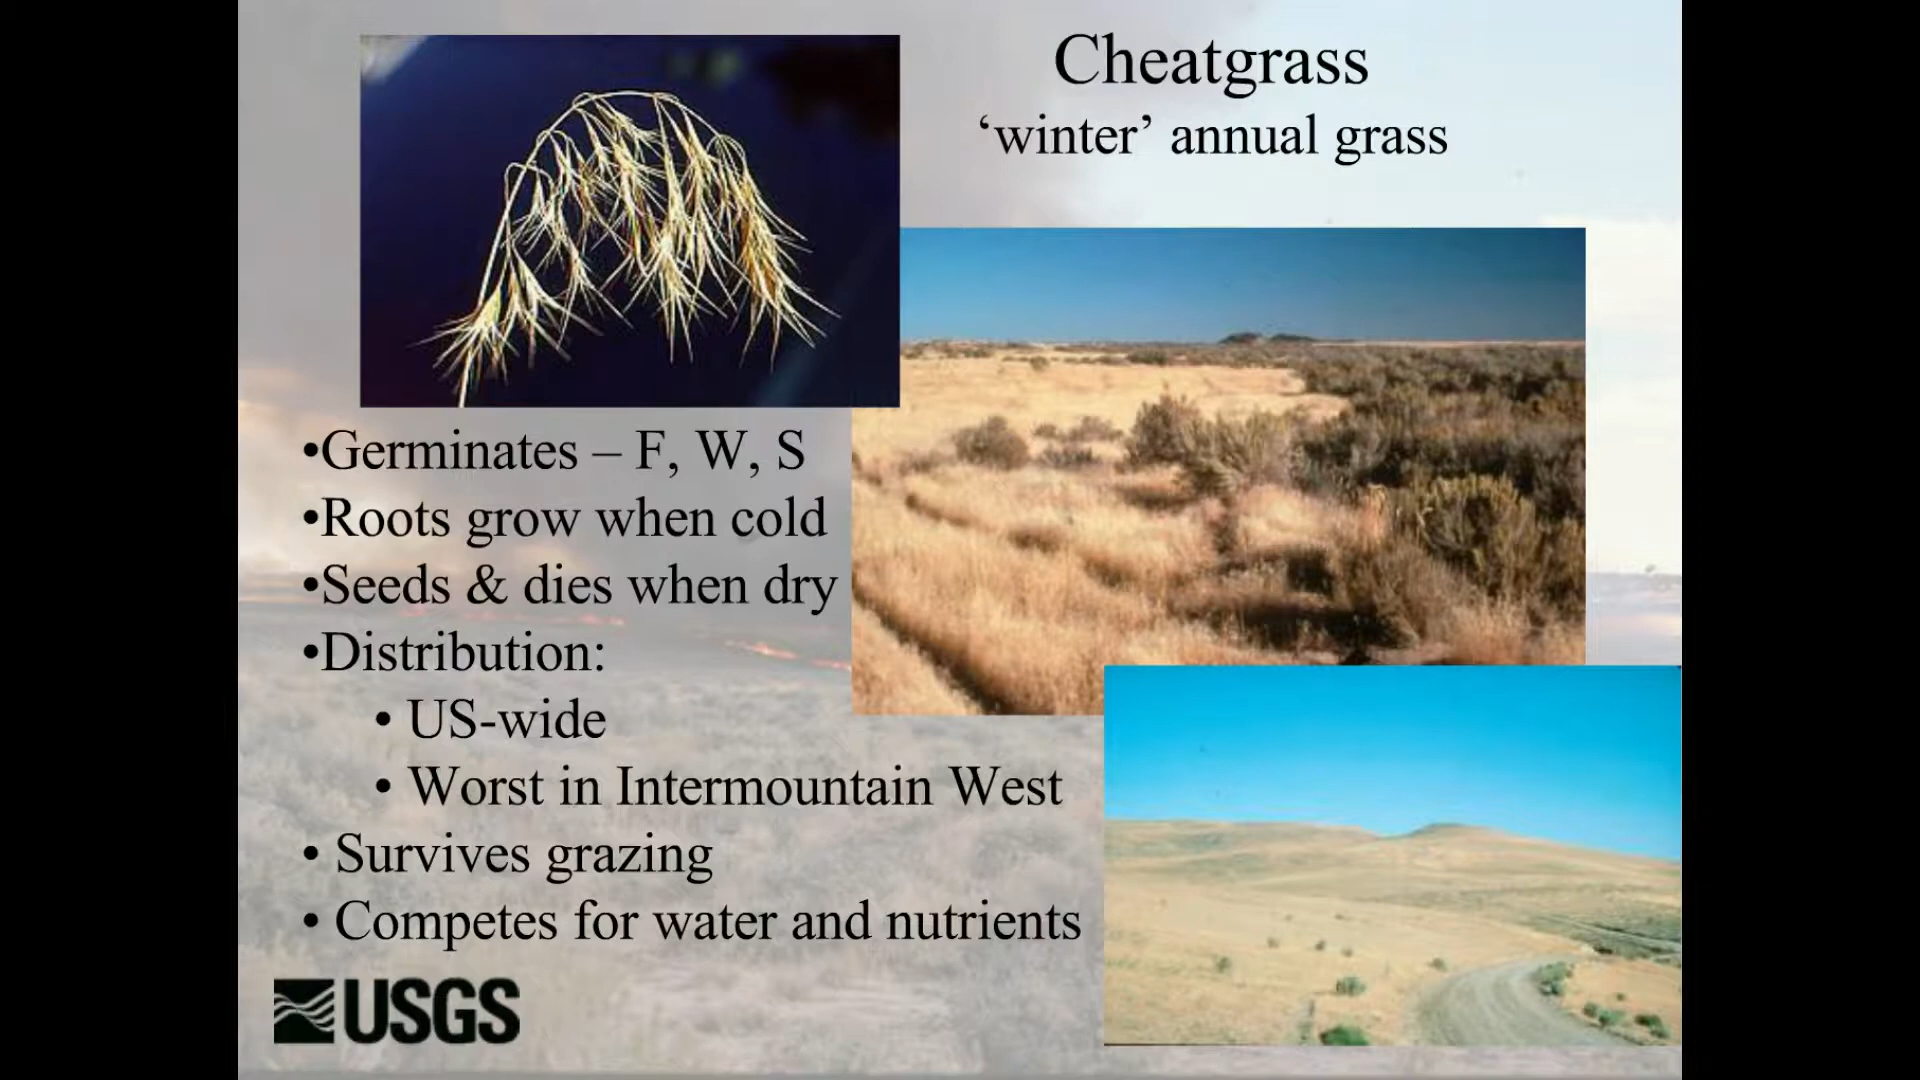 Cheatgrass
‘winter’ annual grass
•Germinates – F, W, S
•Roots grow when cold
•Seeds & dies when dry
•Distribution:
• US-wide
• Worst in Intermountain West
• Survives grazing
• Competes for water and nutrients
USGS